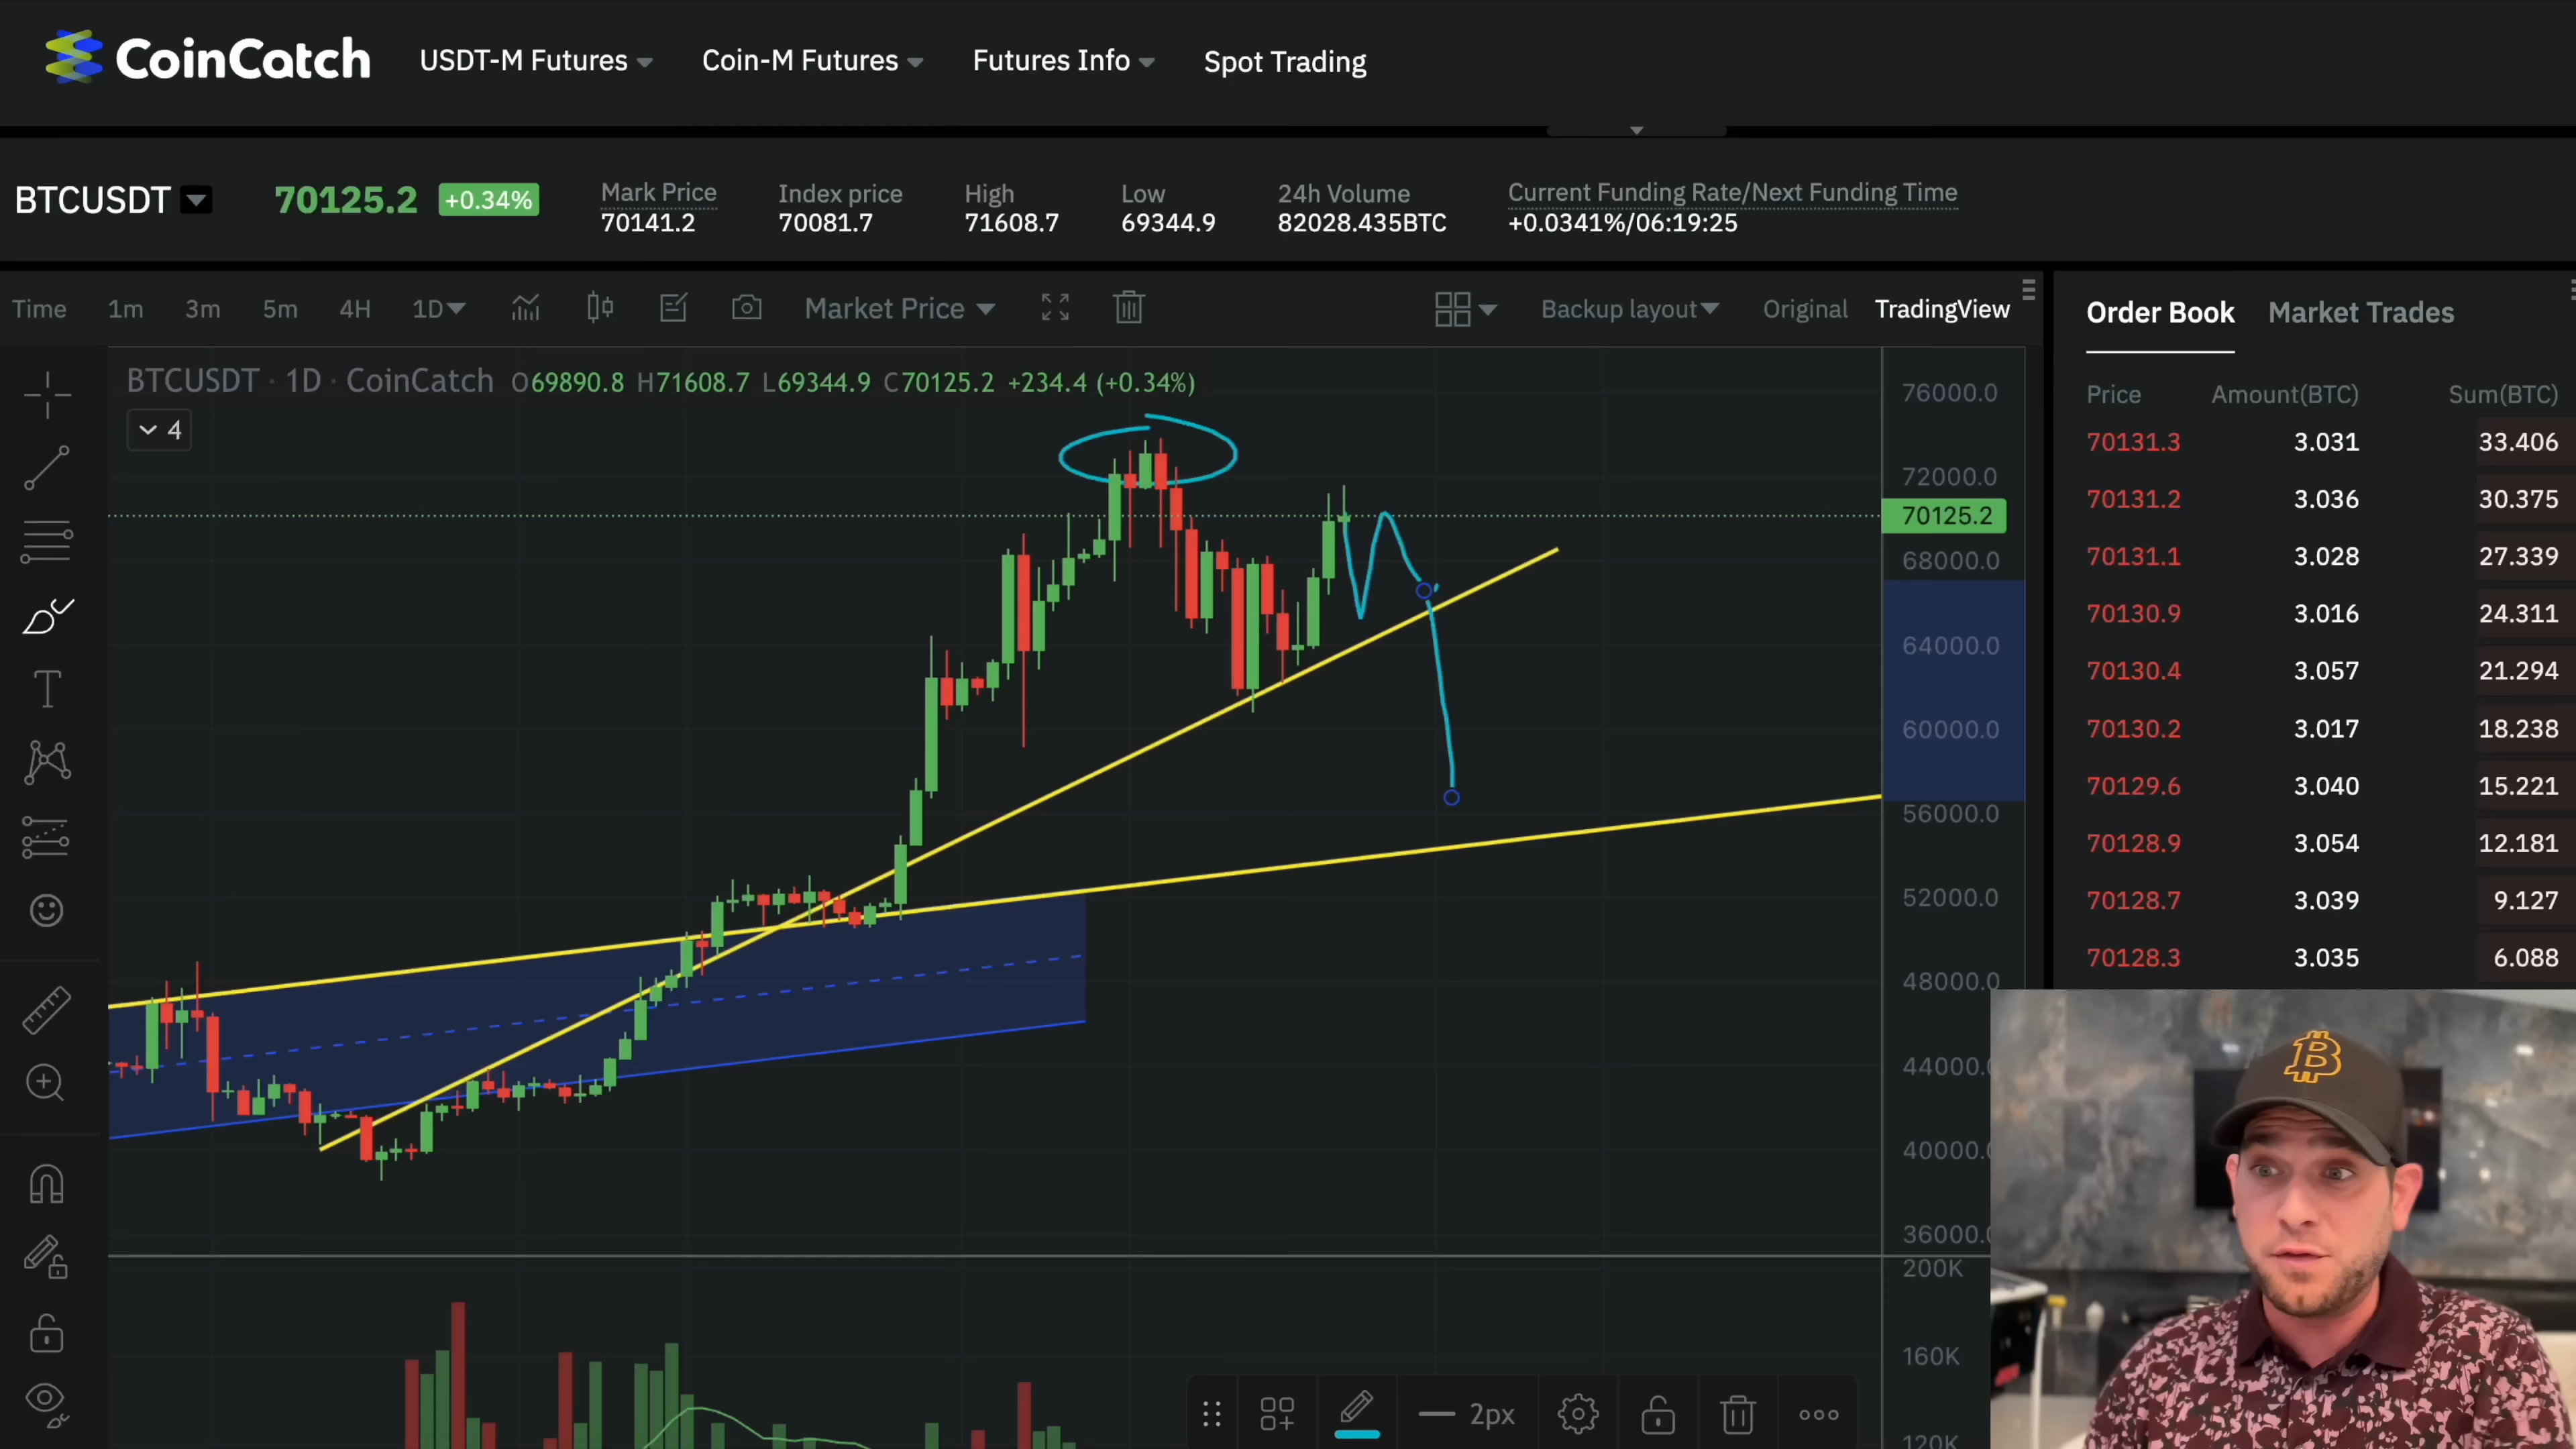 CoinCatch USDT-M Futures Coin-M Futures Futures Info Spot Trading
BTCUSDT 70125.2 +0.34%
Mark Price
70141.2
Index price
70081.7
High
71608.7
Low
69344.9
24h Volume
82028.435BTC
Current Funding Rate/Next Funding Time
+0.0341%/06:19:25
Time 1m 3m 5m 4H 1D Market Price Backup layout Original TradingView
BTCUSDT · 1D · CoinCatch O69890.8 H71608.7 L69344.9 C70125.2 +234.4 (+0.34%)
4
76000.0
72000.0
70125.2
68000.0
64000.0
60000.0
56000.0
52000.0
48000.0
44000.0
40000.0
36000.0
200K
160K
120K
2px
Order Book Market Trades
Price Amount(BTC) Sum(BTC)
70131.3 3.031 33.406
70131.2 3.036 30.375
70131.1 3.028 27.339
70130.9 3.016 24.311
70130.4 3.057 21.294
70130.2 3.017 18.238
70129.6 3.040 15.221
70128.9 3.054 12.181
70128.7 3.039 9.127
70128.3 3.035 6.088